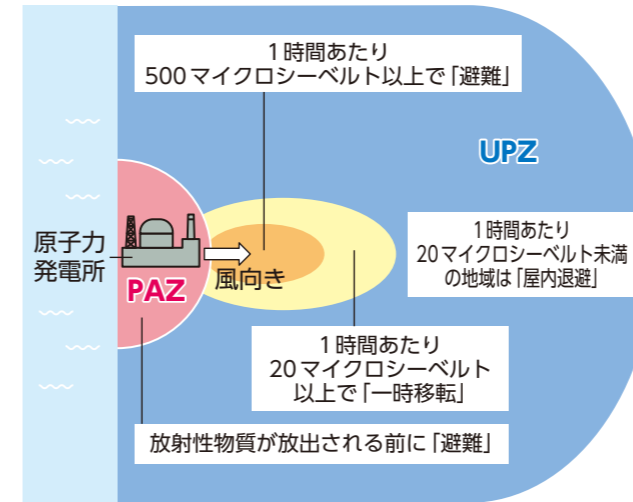 1時間あたり
500マイクロシーベルト以上で「避難」
UPZ
1時間あたり
20マイクロシーベルト未満
の地域は「屋内退避」
原子力
発電所
PAZ
風向き
1時間あたり
20マイクロシーベルト
以上で「一時移転」
放射性物質が放出される前に「避難」